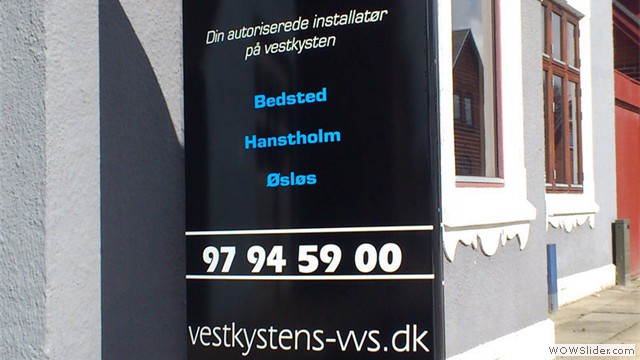 Din autoriserede installatør
på vestkysten
Bedsted
Hanstholm
Øsløs
97 94 59 00
vestkystens-vvs.dk
WOWSlider.com